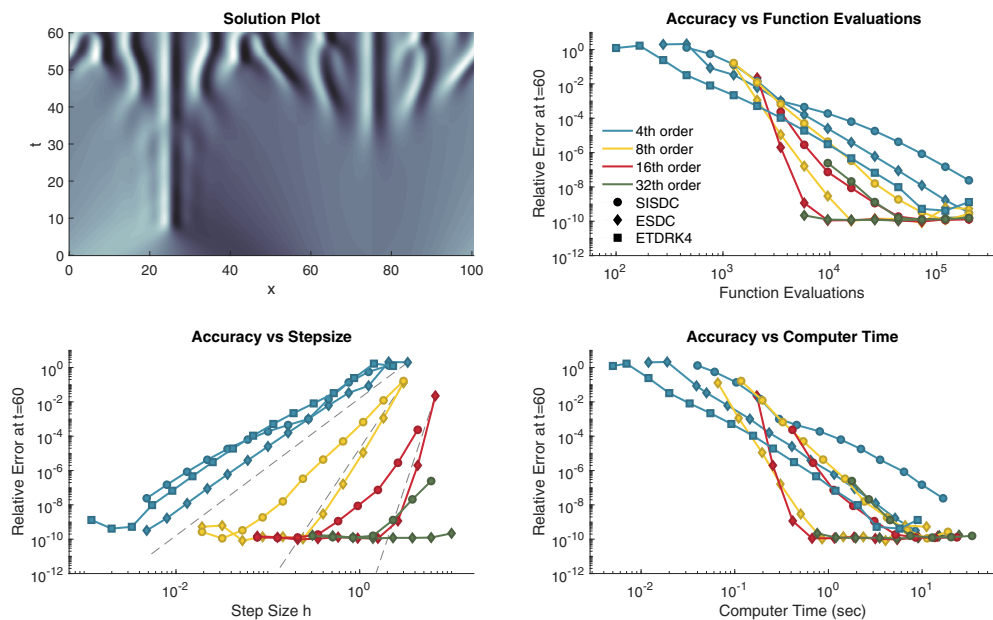 Solution Plot
60
50
40
30
20
10
0
t
0 20 40 60 80 100
x
Accuracy vs Function Evaluations
10^0
10^-2
10^-4
10^-6
10^-8
10^-10
10^-12
Relative Error at t=60
4th order
8th order
16th order
32th order
SISDC
ESDC
ETDRK4
10^2 10^3 10^4 10^5
Function Evaluations
Accuracy vs Stepsize
10^0
10^-2
10^-4
10^-6
10^-8
10^-10
10^-12
Relative Error at t=60
10^-2 10^0
Step Size h
Accuracy vs Computer Time
10^0
10^-2
10^-4
10^-6
10^-8
10^-10
10^-12
Relative Error at t=60
10^-2 10^-1 10^0 10^1
Computer Time (sec)